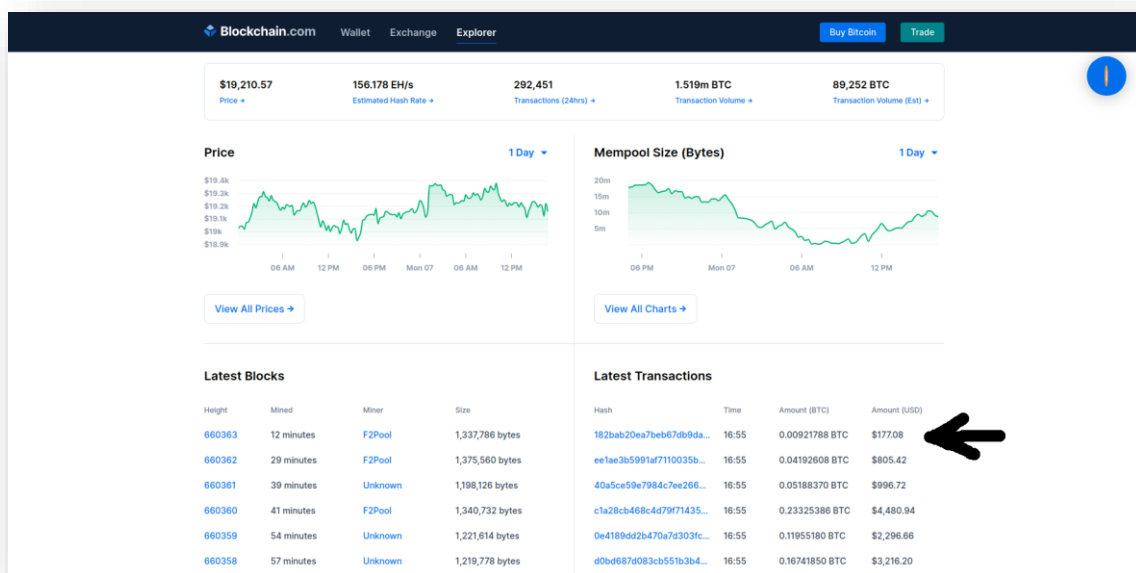 Blockchain.com Wallet Exchange Explorer Buy Bitcoin Trade
$19,210.57 156.178 EH/s 292,451 1.519m BTC 89,252 BTC
Price → Estimated Hash Rate → Transactions (24hrs) → Transaction Volume → Transaction Volume (Est) →
Price 1 Day
$19.4k
$19.3k
$19.2k
$19.1k
$19k
$18.9k
06 AM 12 PM 06 PM Mon 07 06 AM 12 PM
View All Prices →
Mempool Size (Bytes) 1 Day
20m
15m
10m
5m
06 PM Mon 07 06 AM 12 PM
View All Charts →
Latest Blocks
Height Mined Miner Size
660363 12 minutes F2Pool 1,337,786 bytes
660362 29 minutes F2Pool 1,375,560 bytes
660361 39 minutes Unknown 1,198,126 bytes
660360 41 minutes F2Pool 1,340,732 bytes
660359 54 minutes Unknown 1,221,614 bytes
660358 57 minutes Unknown 1,219,778 bytes
Latest Transactions
Hash Time Amount (BTC) Amount (USD)
182bab20ea7beb67db9da... 16:55 0.00921788 BTC $177.08
ee1ae3b5991af7110035b... 16:55 0.04192608 BTC $805.42
40a5ce59e7984c7ee266... 16:55 0.05188370 BTC $996.72
c1a28cb468c4d79f71435... 16:55 0.23325386 BTC $4,480.94
0e4189dd2b470a7d303fc... 16:55 0.11955180 BTC $2,296.66
d0bd687d083cb551b3b4... 16:55 0.16741850 BTC $3,216.20